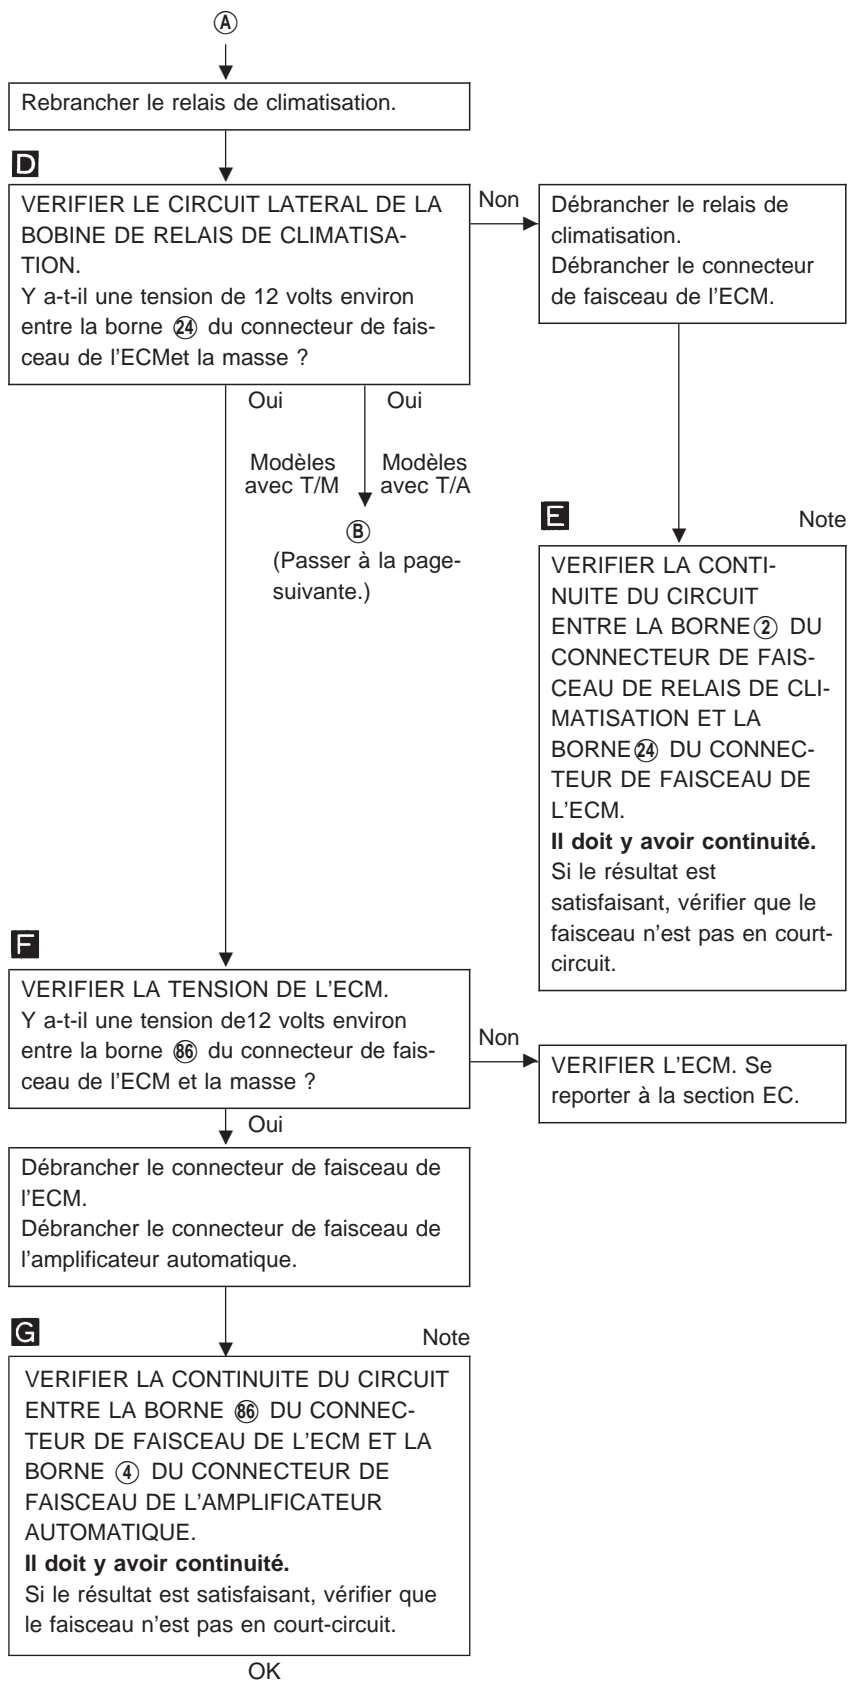 A
Rebrancher le relais de climatisation.
D
VERIFIER LE CIRCUIT LATERAL DE LA
BOBINE DE RELAIS DE CLIMATISA-
TION.
Y a-t-il une tension de 12 volts environ
entre la borne 24 du connecteur de fais-
ceau de l'ECMet la masse ?
Non
Débrancher le relais de
climatisation.
Débrancher le connecteur
de faisceau de l'ECM.
Oui
Oui
Modèles
avec T/M
Modèles
avec T/A
B
(Passer à la page-
suivante.)
E
Note
VERIFIER LA CONTI-
NUITE DU CIRCUIT
ENTRE LA BORNE 2 DU
CONNECTEUR DE FAIS-
CEAU DE RELAIS DE CLI-
MATISATION ET LA
BORNE 24 DU CONNEC-
TEUR DE FAISCEAU DE
L'ECM.
Il doit y avoir continuité.
Si le résultat est
satisfaisant, vérifier que le
faisceau n'est pas en court-
circuit.
F
VERIFIER LA TENSION DE L'ECM.
Y a-t-il une tension de12 volts environ
entre la borne 86 du connecteur de fais-
ceau de l'ECM et la masse ?
Non
VERIFIER L'ECM. Se
reporter à la section EC.
Oui
Débrancher le connecteur de faisceau de
l'ECM.
Débrancher le connecteur de faisceau de
l'amplificateur automatique.
G
Note
VERIFIER LA CONTINUITE DU CIRCUIT
ENTRE LA BORNE 86 DU CONNEC-
TEUR DE FAISCEAU DE L'ECM ET LA
BORNE 4 DU CONNECTEUR DE
FAISCEAU DE L'AMPLIFICATEUR
AUTOMATIQUE.
Il doit y avoir continuité.
Si le résultat est satisfaisant, vérifier que
le faisceau n'est pas en court-circuit.
OK